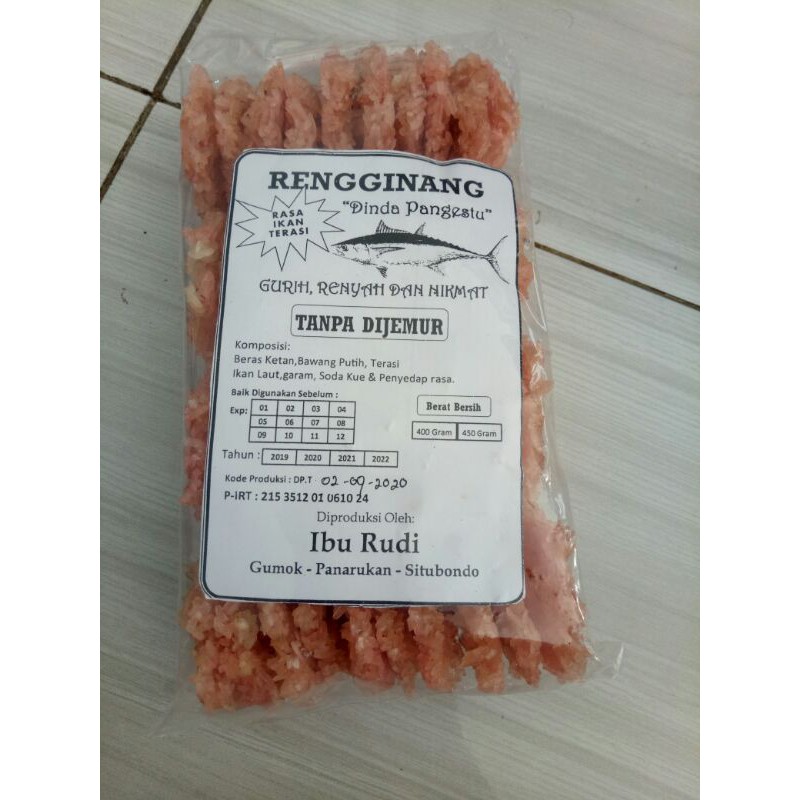 RENGGINANG
"Dinda Pangestu"
RASA
IKAN
TERASI
GURIH, RENYAH DAN NIKMAT
TANPA DIJEMUR
Komposisi:
Beras Ketan,Bawang Putih, Terasi
Ikan Laut,garam, Soda Kue & Penyedap rasa.
Baik Digunakan Sebelum :
Exp: 01 02 03 04
05 06 07 08
09 10 11 12
Berat Bersih
400 Gram 450 Gram
Tahun : 2019 2020 2021 2022
Kode Produksi : DP.T 02-09-2020
P-IRT : 215 3512 01 0610 24
Diproduksi Oleh:
Ibu Rudi
Gumok - Panarukan - Situbondo